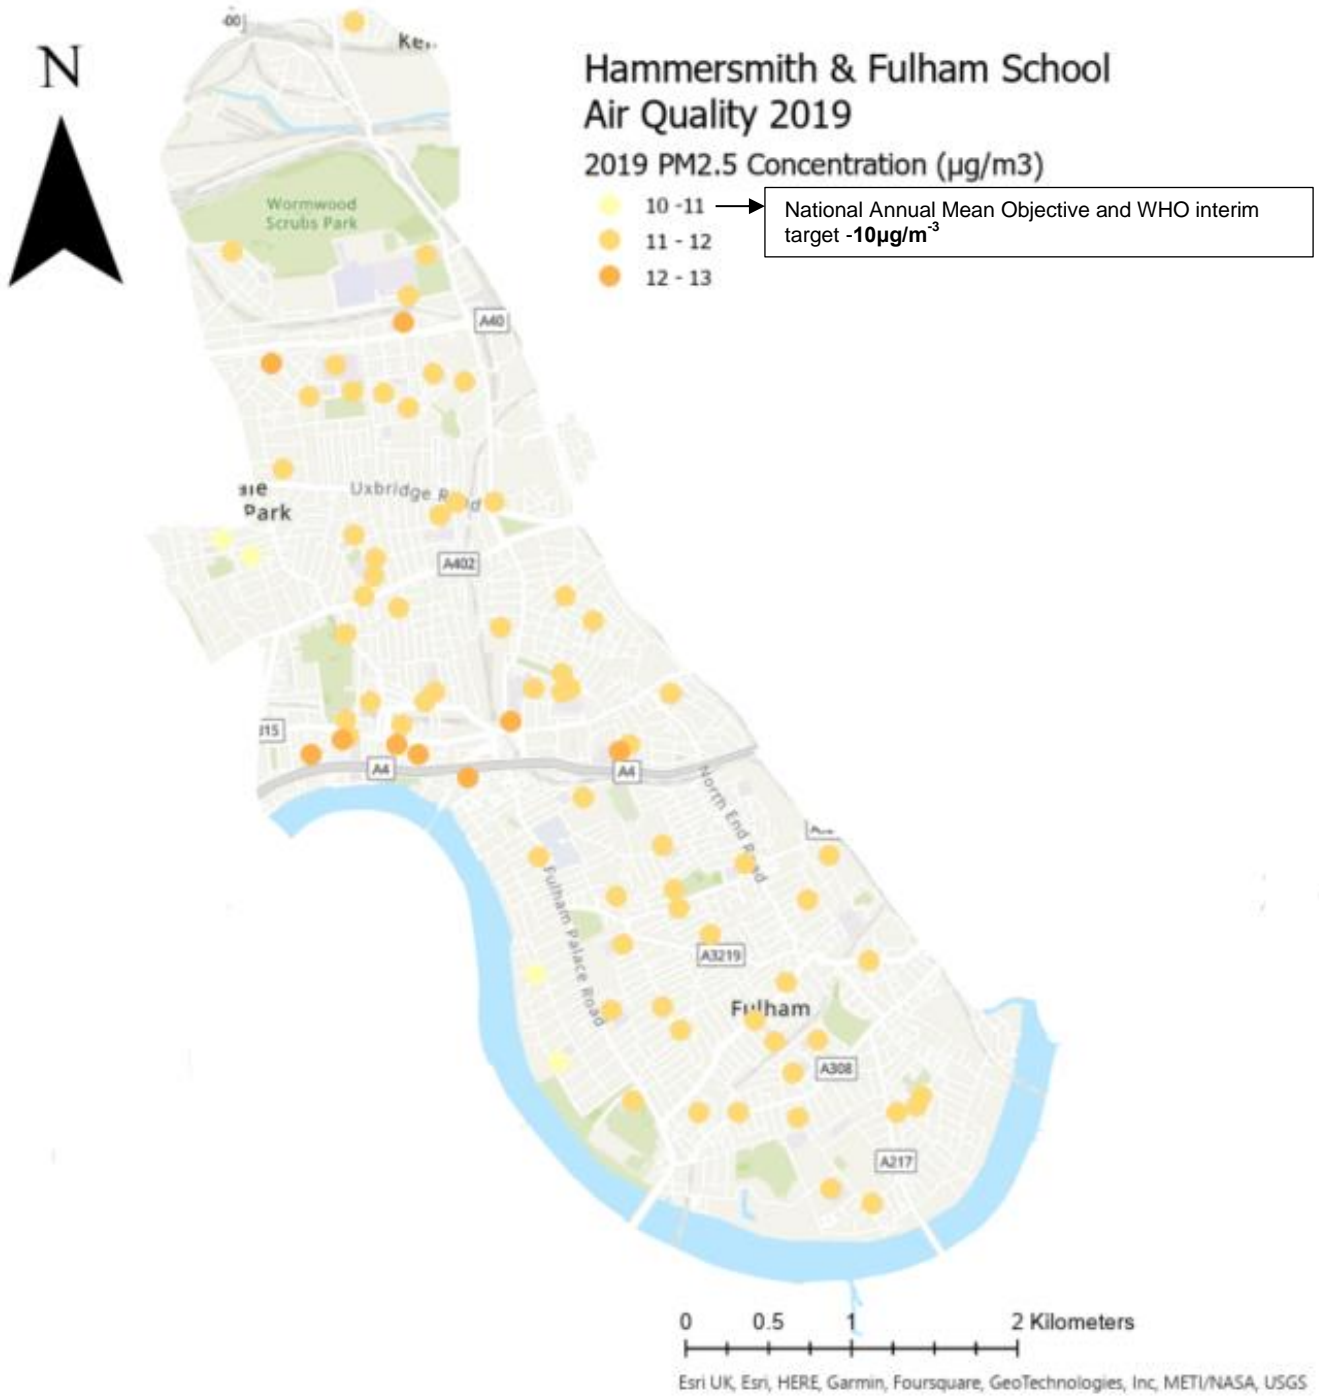 N
Hammersmith & Fulham School
Air Quality 2019
2019 PM2.5 Concentration (µg/m3)
10 -11
National Annual Mean Objective and WHO interim
target -10µg/m-3
11 - 12
12 - 13
Wormwood
Scrubs Park
A40
Uxbridge
Park
A402
A4
A4
North End Road
Fulham Palace Road
A3219
Fulham
A308
A217
0 0.5 1 2 Kilometers
Esri UK, Esri, HERE, Garmin, Foursquare, GeoTechnologies, Inc, METI/NASA, USGS